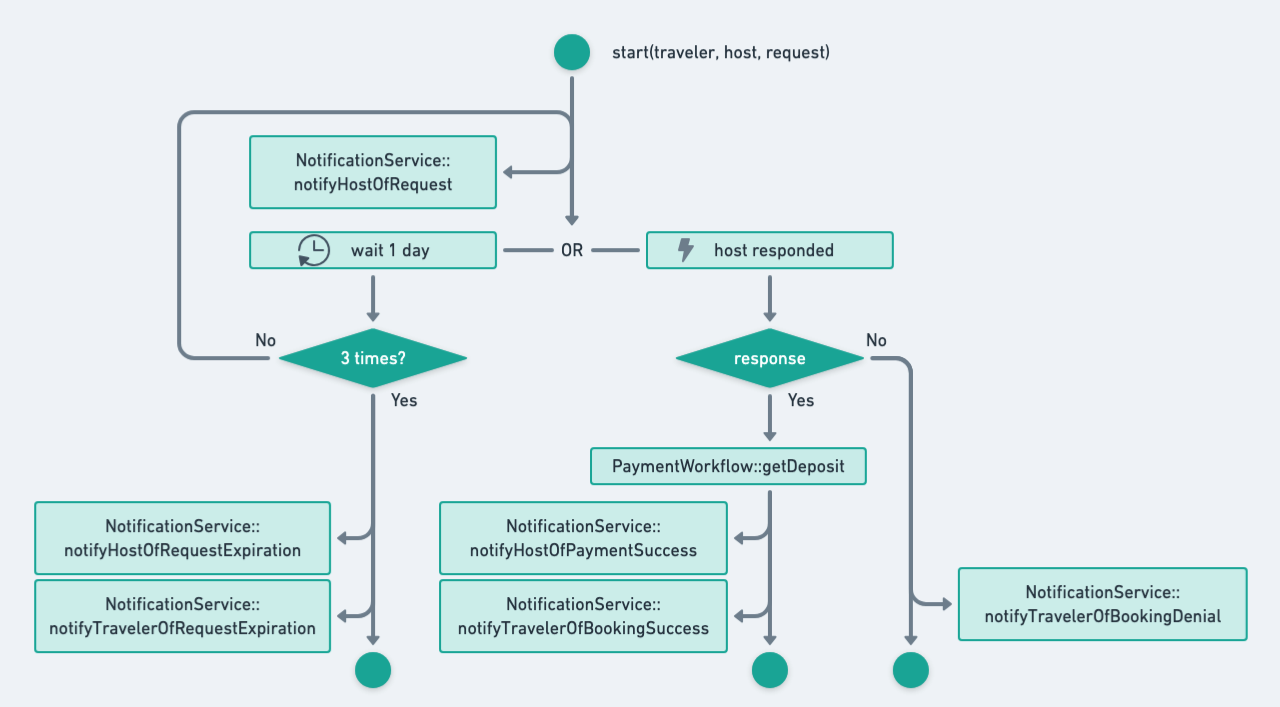 start(traveler, host, request)
NotificationService::
notifyHostOfRequest
wait 1 day
OR
host responded
No
3 times?
Yes
response
No
Yes
PaymentWorkflow::getDeposit
NotificationService::
notifyHostOfRequestExpiration
NotificationService::
notifyTravelerOfRequestExpiration
NotificationService::
notifyHostOfPaymentSuccess
NotificationService::
notifyTravelerOfBookingSuccess
NotificationService::
notifyTravelerOfBookingDenial